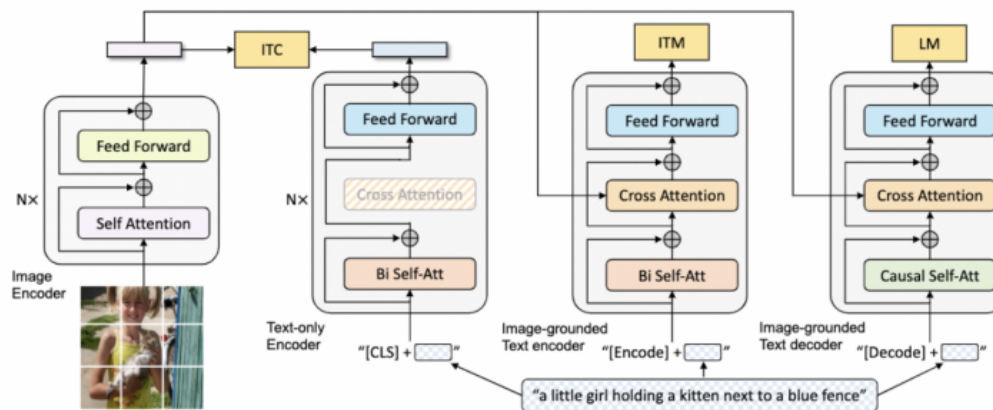 ITC
ITM
LM
Feed Forward
Self Attention
N×
Image
Encoder
Feed Forward
Cross Attention
Bi Self-Att
N×
Text-only
Encoder
"[CLS] + "
Feed Forward
Cross Attention
Bi Self-Att
Image-grounded
Text encoder
"[Encode] + "
Feed Forward
Cross Attention
Causal Self-Att
Image-grounded
Text decoder
"[Decode] + "
"a little girl holding a kitten next to a blue fence"